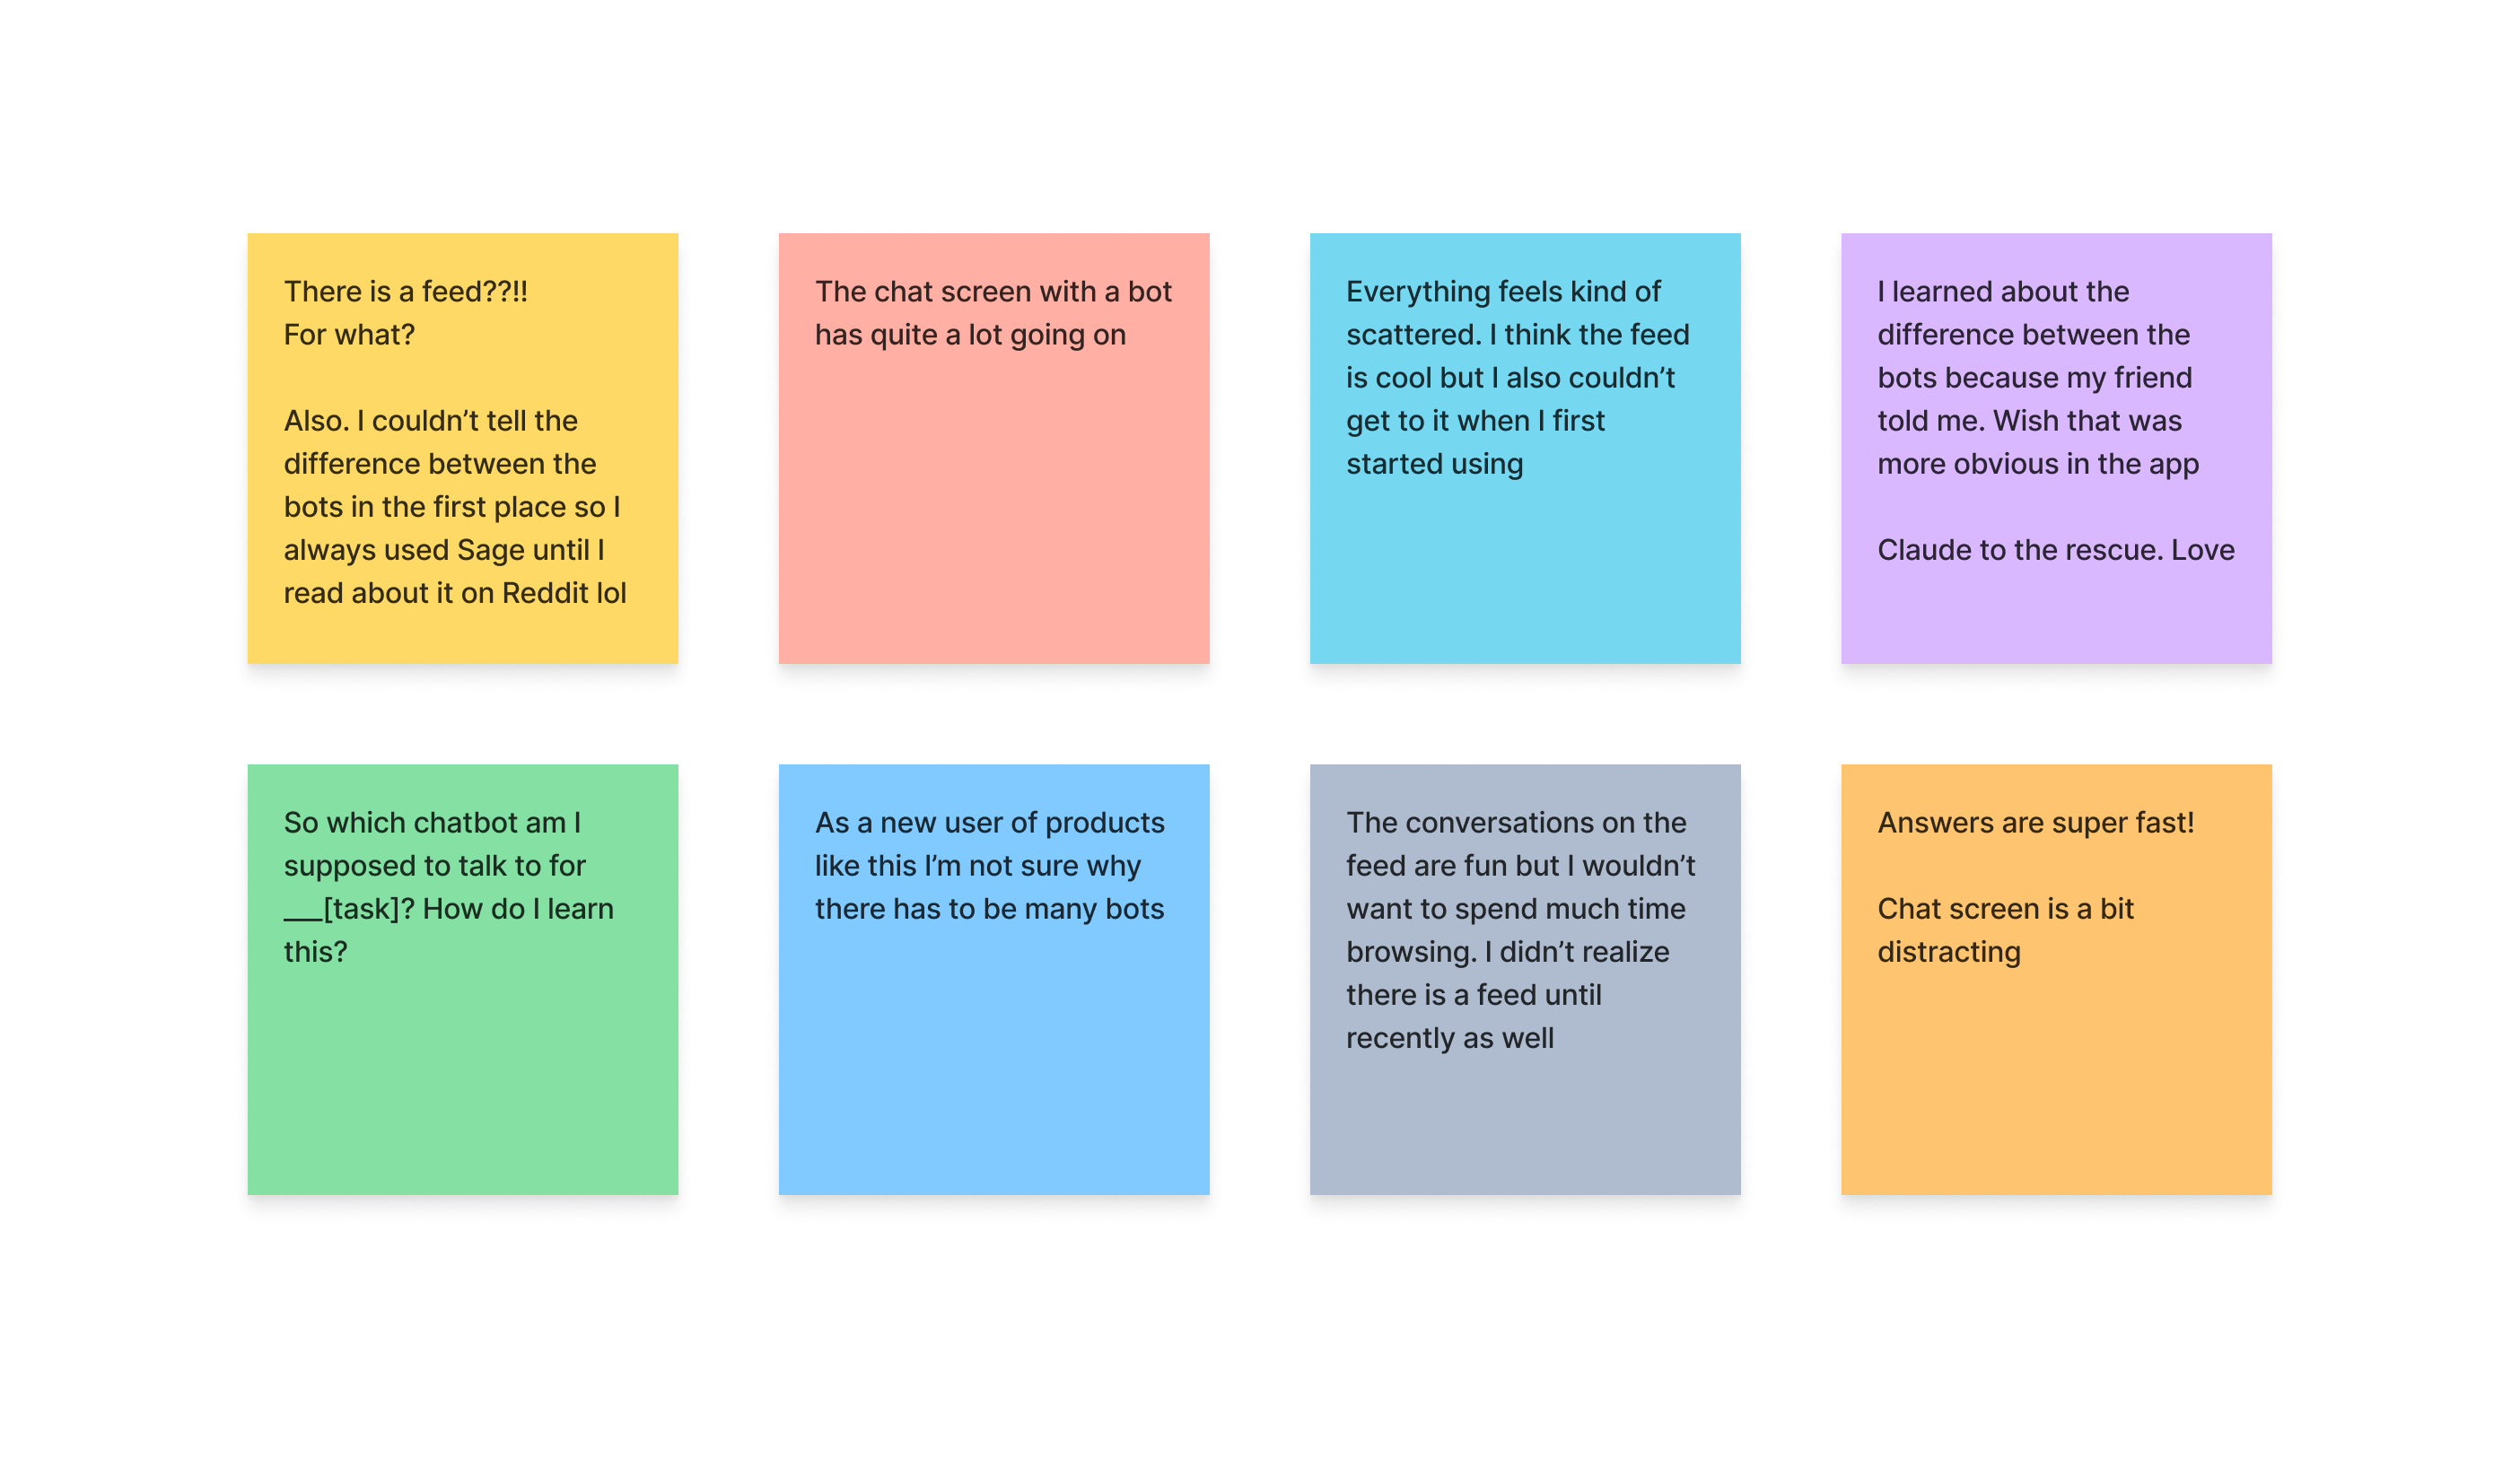 There is a feed??!!
For what?
Also. I couldn’t tell the
difference between the
bots in the first place so I
always used Sage until I
read about it on Reddit lol
The chat screen with a bot
has quite a lot going on
Everything feels kind of
scattered. I think the feed
is cool but I also couldn’t
get to it when I first
started using
I learned about the
difference between the
bots because my friend
told me. Wish that was
more obvious in the app
Claude to the rescue. Love
So which chatbot am I
supposed to talk to for
___[task]? How do I learn
this?
As a new user of products
like this I’m not sure why
there has to be many bots
The conversations on the
feed are fun but I wouldn’t
want to spend much time
browsing. I didn’t realize
there is a feed until
recently as well
Answers are super fast!
Chat screen is a bit
distracting